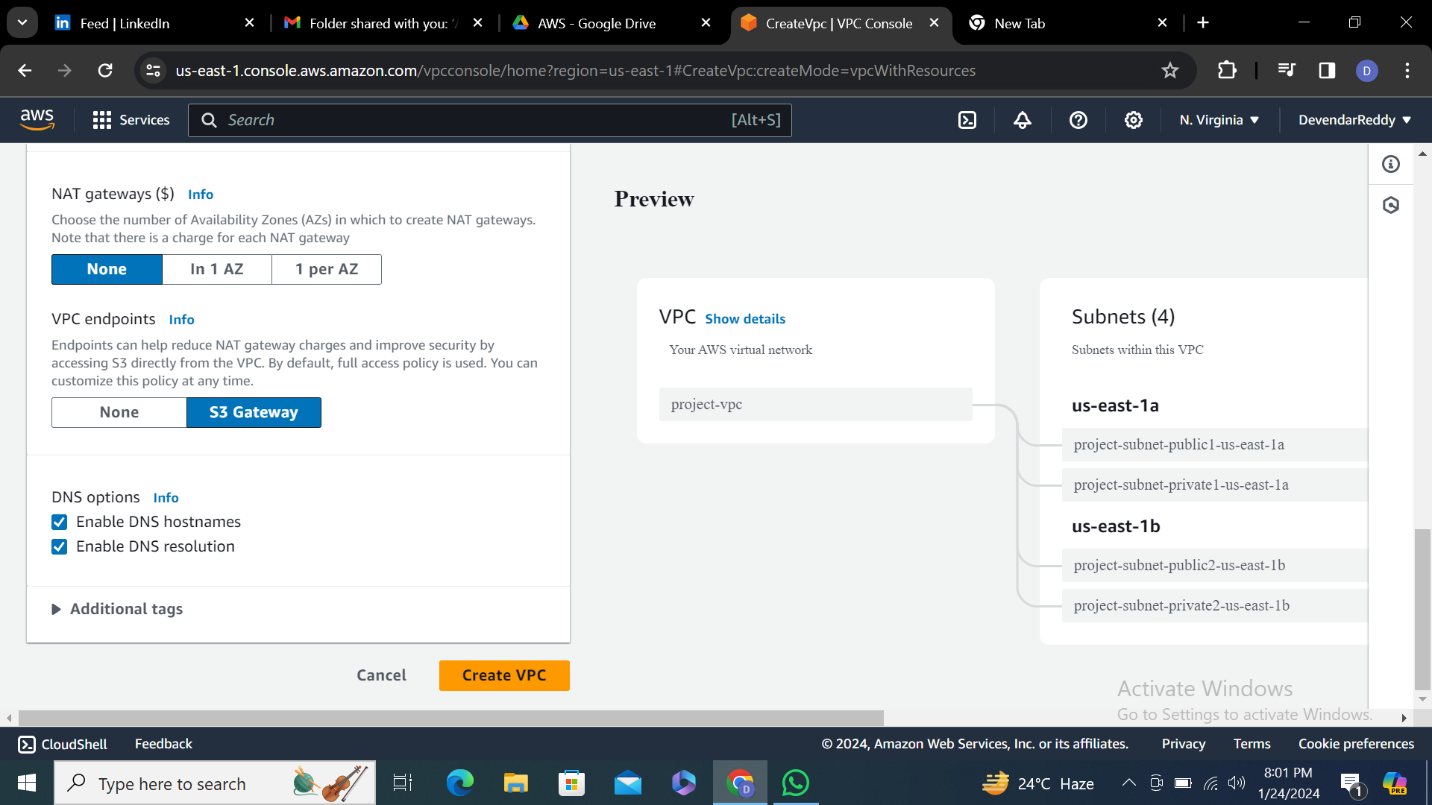 Feed | LinkedIn
Folder shared with you: '
AWS - Google Drive
CreateVpc | VPC Console
New Tab
us-east-1.console.aws.amazon.com/vpcconsole/home?region=us-east-1#CreateVpc:createMode=vpcWithResources
D
aws
Services
Search
[Alt+S]
N. Virginia
DevendarReddy
NAT gateways ($) Info
Choose the number of Availability Zones (AZs) in which to create NAT gateways.
Note that there is a charge for each NAT gateway
None
In 1 AZ
1 per AZ
VPC endpoints Info
Endpoints can help reduce NAT gateway charges and improve security by
accessing S3 directly from the VPC. By default, full access policy is used. You can
customize this policy at any time.
None
S3 Gateway
DNS options Info
Enable DNS hostnames
Enable DNS resolution
Additional tags
Cancel
Create VPC
Preview
VPC Show details
Your AWS virtual network
project-vpc
Subnets (4)
Subnets within this VPC
us-east-1a
project-subnet-public1-us-east-1a
project-subnet-private1-us-east-1a
us-east-1b
project-subnet-public2-us-east-1b
project-subnet-private2-us-east-1b
Activate Windows
Go to Settings to activate Windows.
CloudShell
Feedback
© 2024, Amazon Web Services, Inc. or its affiliates.
Privacy
Terms
Cookie preferences
Type here to search
D
24°C Haze
8:01 PM
1/24/2024
1
PRE